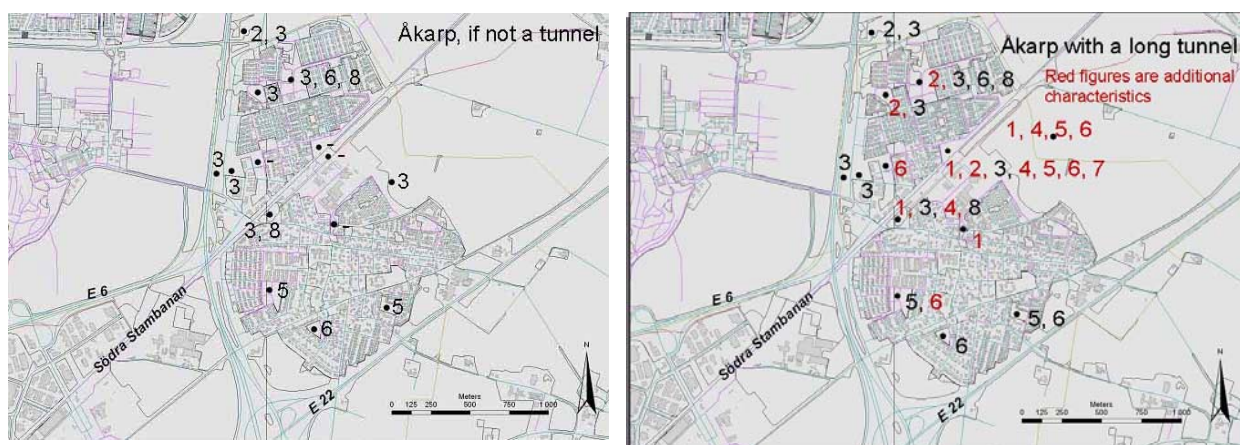 2, 3
Åkarp, if not a tunnel
3, 6, 8
3
-
-
-
3
3
3
3, 8
-
5
5
6
E 6
Södra Stambanan
E 22
N
Meters
0 125 250 500 750 1 000
2, 3
Åkarp with a long tunnel
Red figures are additional
characteristics
2, 3, 6, 8
2, 3
1, 4, 5, 6
3
3
6
1, 2, 3, 4, 5, 6, 7
1, 3, 4, 8
1
5, 6
5, 6
6
E 6
Södra Stambanan
E 22
N
Meters
0 125 250 500 750 1 000